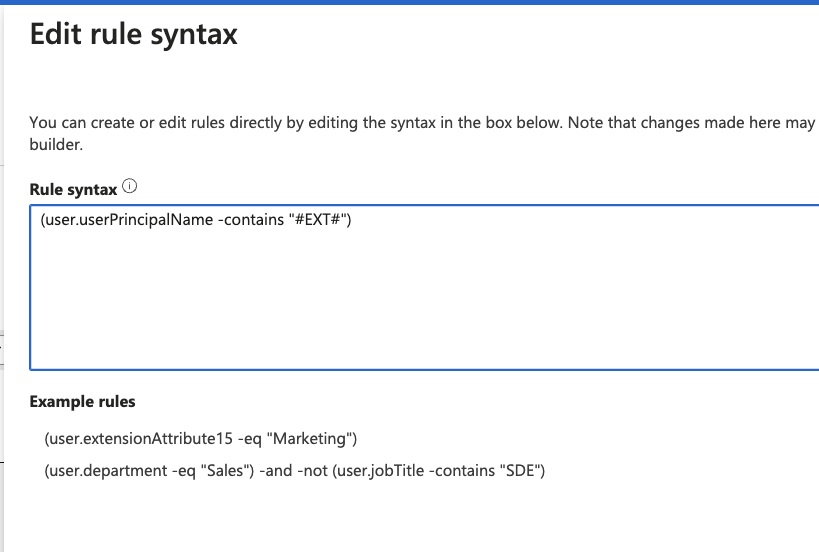 Edit rule syntax
You can create or edit rules directly by editing the syntax in the box below. Note that changes made here may
builder.
Rule syntax
(user.userPrincipalName -contains "#EXT#")
Example rules
(user.extensionAttribute15 -eq "Marketing")
(user.department -eq "Sales") -and -not (user.jobTitle -contains "SDE")